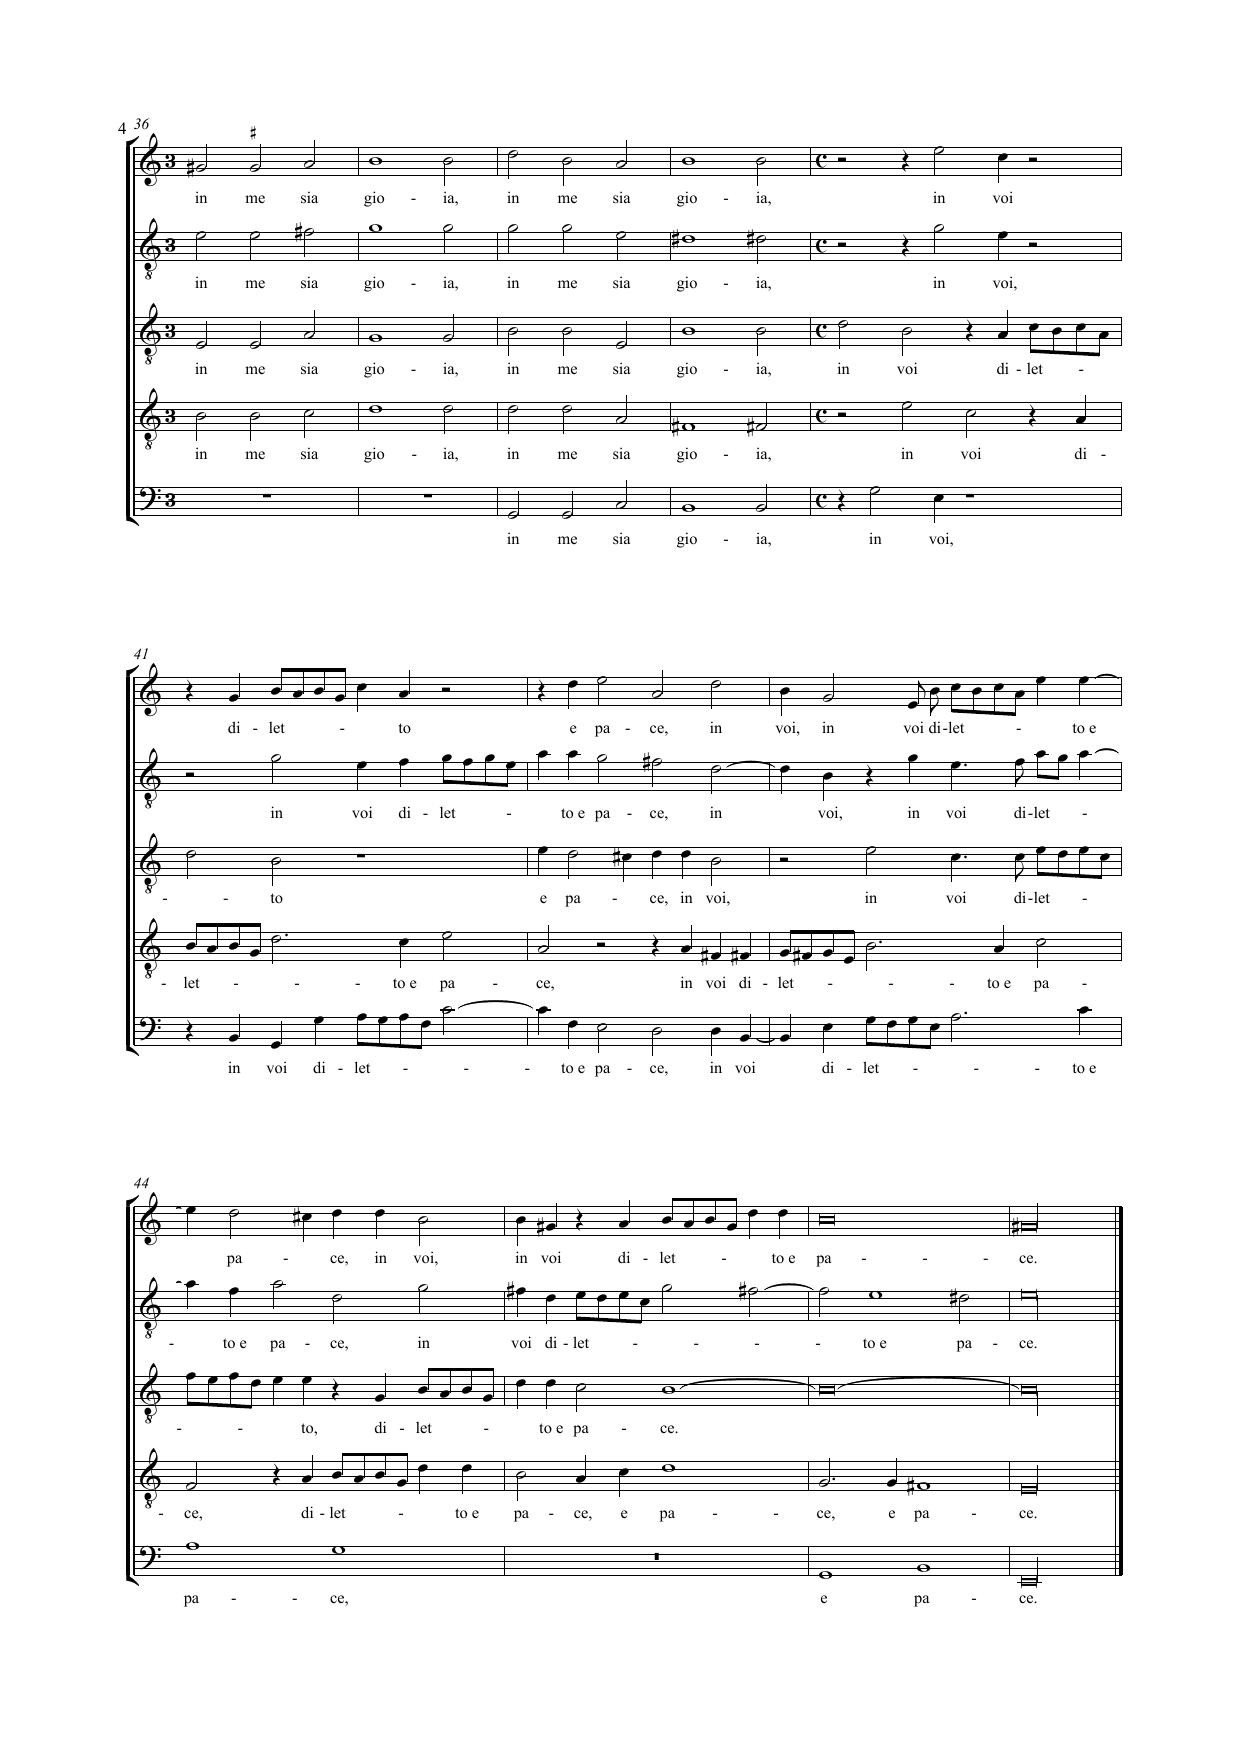 4 36
in me sia gio - ia, in me sia gio - ia, in voi
in me sia gio - ia, in me sia gio - ia, in voi,
in me sia gio - ia, in me sia gio - ia, in voi di - let -
in me sia gio - ia, in me sia gio - ia, in voi di -
in me sia gio - ia, in voi,
41
di - let - to e pa - ce, in voi, in voi di-let - to e
in voi di - let - to e pa - ce, in voi, in voi di-let -
- - to e pa - ce, in voi, in voi di-let -
- let - - - to e pa - ce, in voi di - let - - - to e pa -
in voi di - let - - - to e pa - ce, in voi di - let - - - to e
44
pa - ce, in voi, in voi di - let - to e pa - - - ce.
- to e pa - ce, in voi di - let - - - - to e pa - ce.
- - to, di - let - to e pa - ce.
- ce, di - let - to e pa - ce, e pa - - ce, e pa - ce.
pa - - ce, e pa - ce.